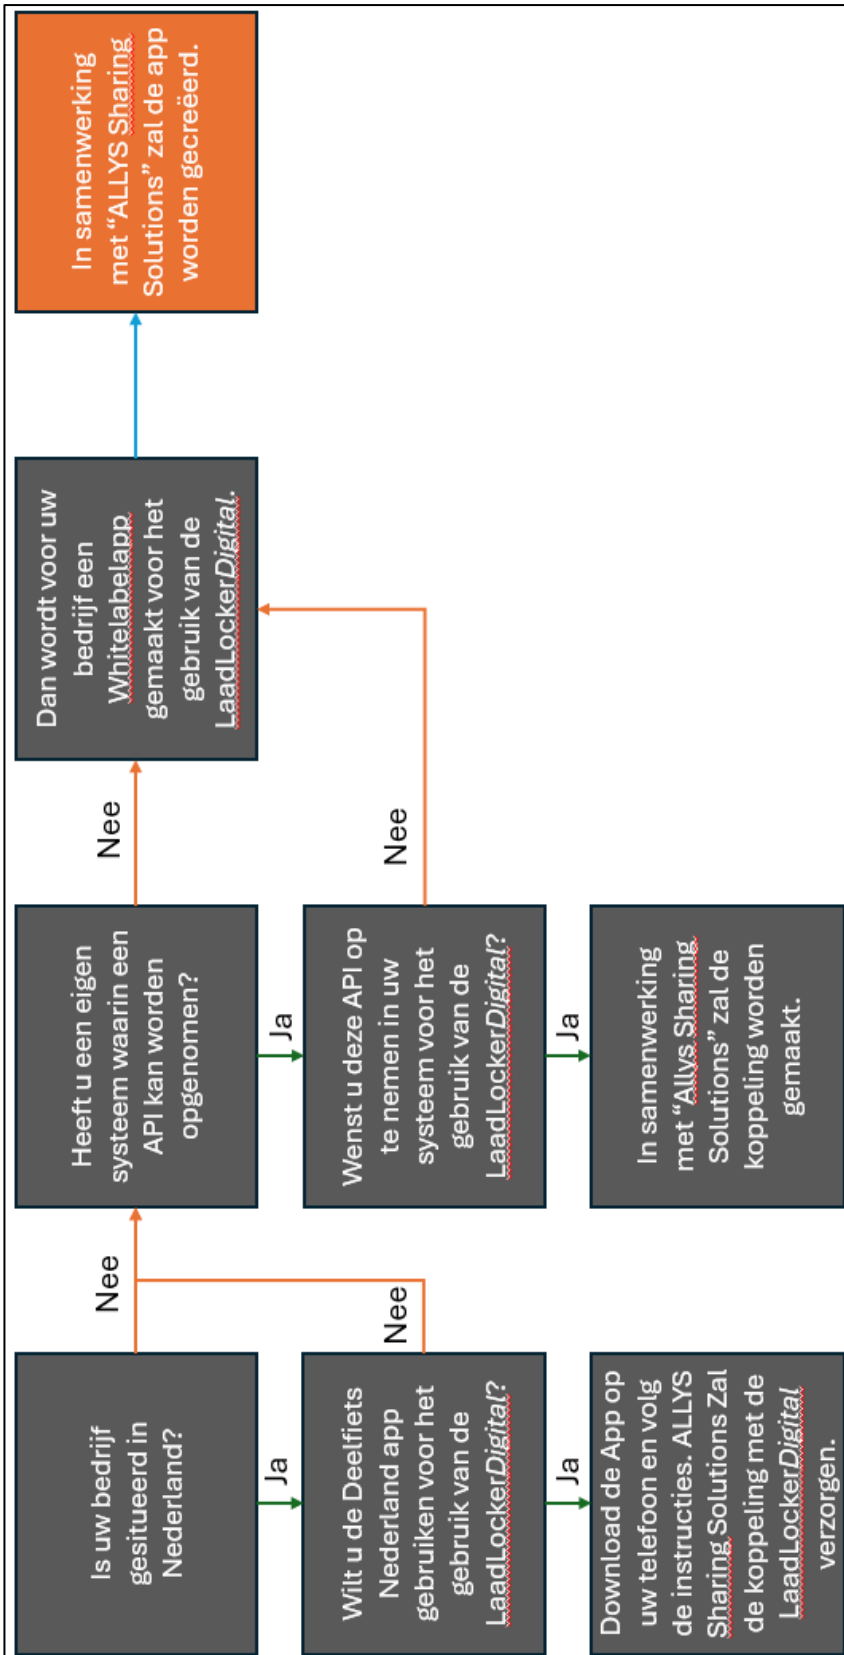 Is uw bedrijf
gesitueerd in
Nederland?
Nee
Heeft u een eigen
systeem waarin een
API kan worden
opgenomen?
Nee
Dan wordt voor uw
bedrijf een
Whitelabelapp
gemaakt voor het
gebruik van de
LaadLockerDigital.
In samenwerking
met “ALLYS Sharing
Solutions” zal de app
worden gecreëerd.
Ja
Ja
Wilt u de Deelfiets
Nederland app
gebruiken voor het
gebruik van de
LaadLockerDigital?
Nee
Wenst u deze API op
te nemen in uw
systeem voor het
gebruik van de
LaadLockerDigital?
Nee
Ja
Ja
Download de App op
uw telefoon en volg
de instructies. ALLYS
Sharing Solutions Zal
de koppeling met de
LaadLockerDigital
verzorgen.
In samenwerking
met “Allys Sharing
Solutions” zal de
koppeling worden
gemaakt.